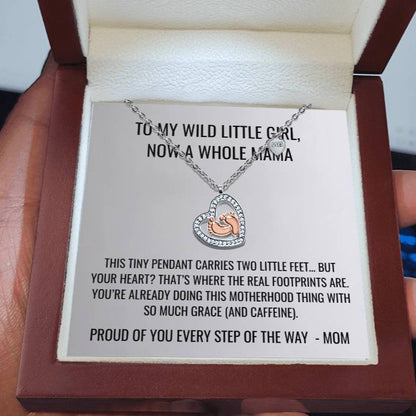 TO MY WILD LITTLE GIRL,
NOW A WHOLE MAMA
THIS TINY PENDANT CARRIES TWO LITTLE FEET... BUT
YOUR HEART? THAT'S WHERE THE REAL FOOTPRINTS ARE.
YOU'RE ALREADY DOING THIS MOTHERHOOD THING WITH
SO MUCH GRACE (AND CAFFEINE).
PROUD OF YOU EVERY STEP OF THE WAY - MOM